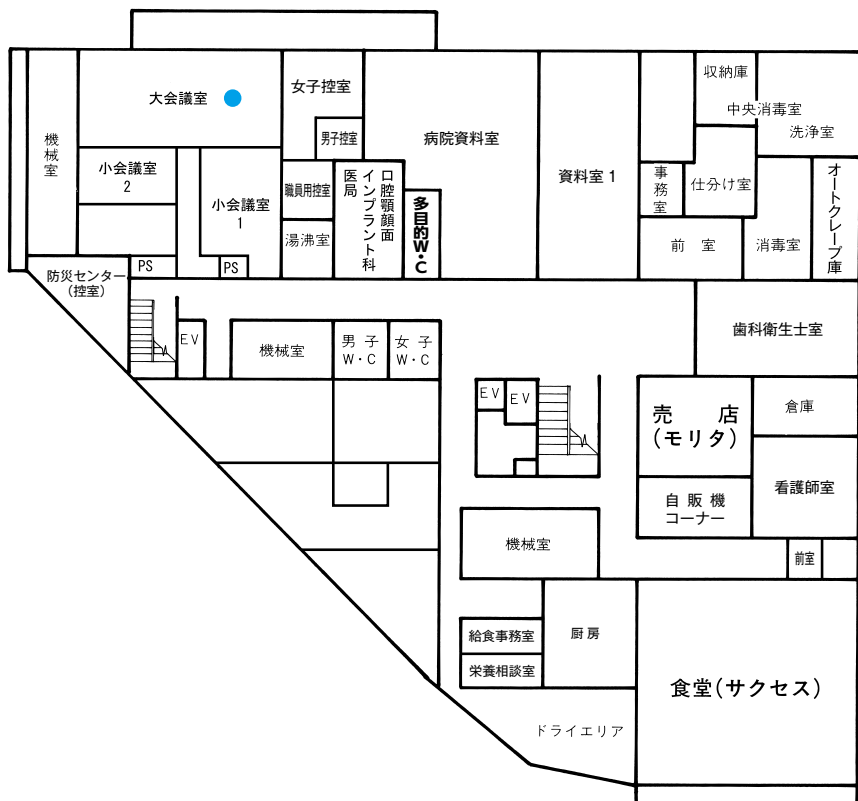 女子控室
収納庫
大会議室
中央消毒室
男子控室
病院資料室
洗浄室
機械室
小会議室
2
資料室 1
事務室
仕分け室
オートクレーブ庫
職員用控室
口腔顎顔面
インプラント科
医局
小会議室
1
多目的W・C
湯沸室
前 室
消毒室
PS
PS
防災センター
(控室)
歯科衛生士室
EV
機械室
男子
W・C
女子
W・C
EV
EV
売 店
(モリタ)
倉庫
看護師室
自販機
コーナー
機械室
前室
給食事務室
厨房
栄養相談室
食堂(サクセス)
ドライエリア